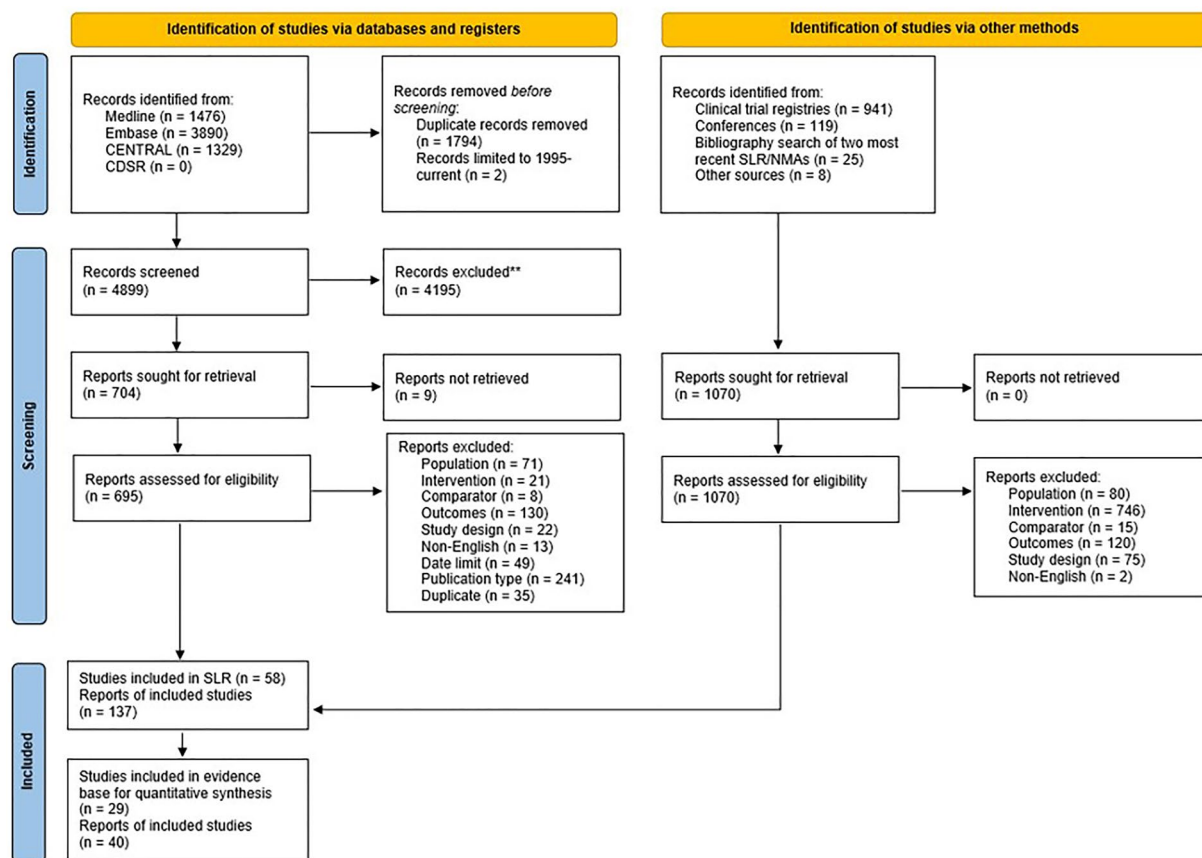 Identification of studies via databases and registers
Identification of studies via other methods
Identification
Records identified from:
Medline (n = 1476)
Embase (n = 3890)
CENTRAL (n = 1329)
CDSR (n = 0)
Records removed before
screening:
Duplicate records removed
(n = 1794)
Records limited to 1995-
current (n = 2)
Records identified from:
Clinical trial registries (n = 941)
Conferences (n = 119)
Bibliography search of two most
recent SLR/NMAs (n = 25)
Other sources (n = 8)
Screening
Records screened
(n = 4899)
Records excluded**
(n = 4195)
Reports sought for retrieval
(n = 704)
Reports not retrieved
(n = 9)
Reports sought for retrieval
(n = 1070)
Reports not retrieved
(n = 0)
Reports assessed for eligibility
(n = 695)
Reports excluded:
Population (n = 71)
Intervention (n = 21)
Comparator (n = 8)
Outcomes (n = 130)
Study design (n = 22)
Non-English (n = 13)
Date limit (n = 49)
Publication type (n = 241)
Duplicate (n = 35)
Reports assessed for eligibility
(n = 1070)
Reports excluded:
Population (n = 80)
Intervention (n = 746)
Comparator (n = 15)
Outcomes (n = 120)
Study design (n = 75)
Non-English (n = 2)
Included
Studies included in SLR (n = 58)
Reports of included studies
(n = 137)
Studies included in evidence
base for quantitative synthesis
(n = 29)
Reports of included studies
(n = 40)